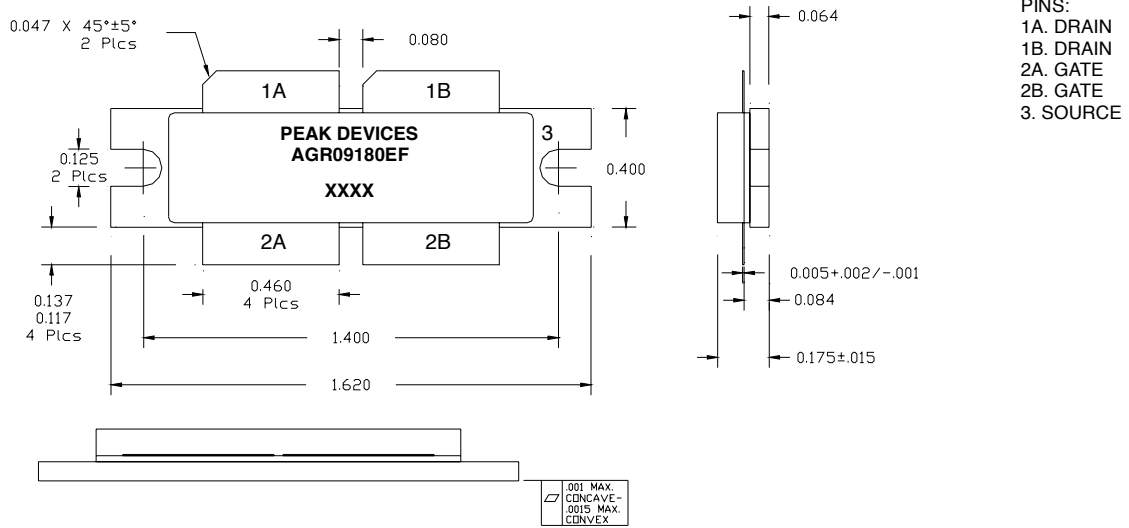 0.047 X 45°±5°
2 Plcs
0.080
1A
1B
PEAK DEVICES
AGR09180EF
XXXX
3
0.125
2 Plcs
0.400
2A
2B
0.137
0.117
4 Plcs
0.460
4 Plcs
1.400
1.620
0.064
0.005+.002/-.001
0.084
0.175±.015
PINS:
1A. DRAIN
1B. DRAIN
2A. GATE
2B. GATE
3. SOURCE
.001 MAX.
CONCAVE-
.0015 MAX.
CONVEX